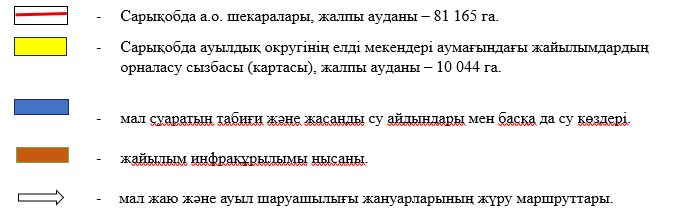 - Сарықобда а.о. шекаралары, жалпы ауданы – 81 165 га.
- Сарықобда ауылдық округінің елді мекендері аумағындағы жайылымдардың
орналасу сызбасы (картасы), жалпы ауданы – 10 044 га.
- мал суаратын табиғи және жасанды су айдындары мен басқа да су көздері.
- жайылым инфрақұрылымы нысаны.
- мал жаю және ауыл шаруашылығы жануарларының жүру маршруттары.